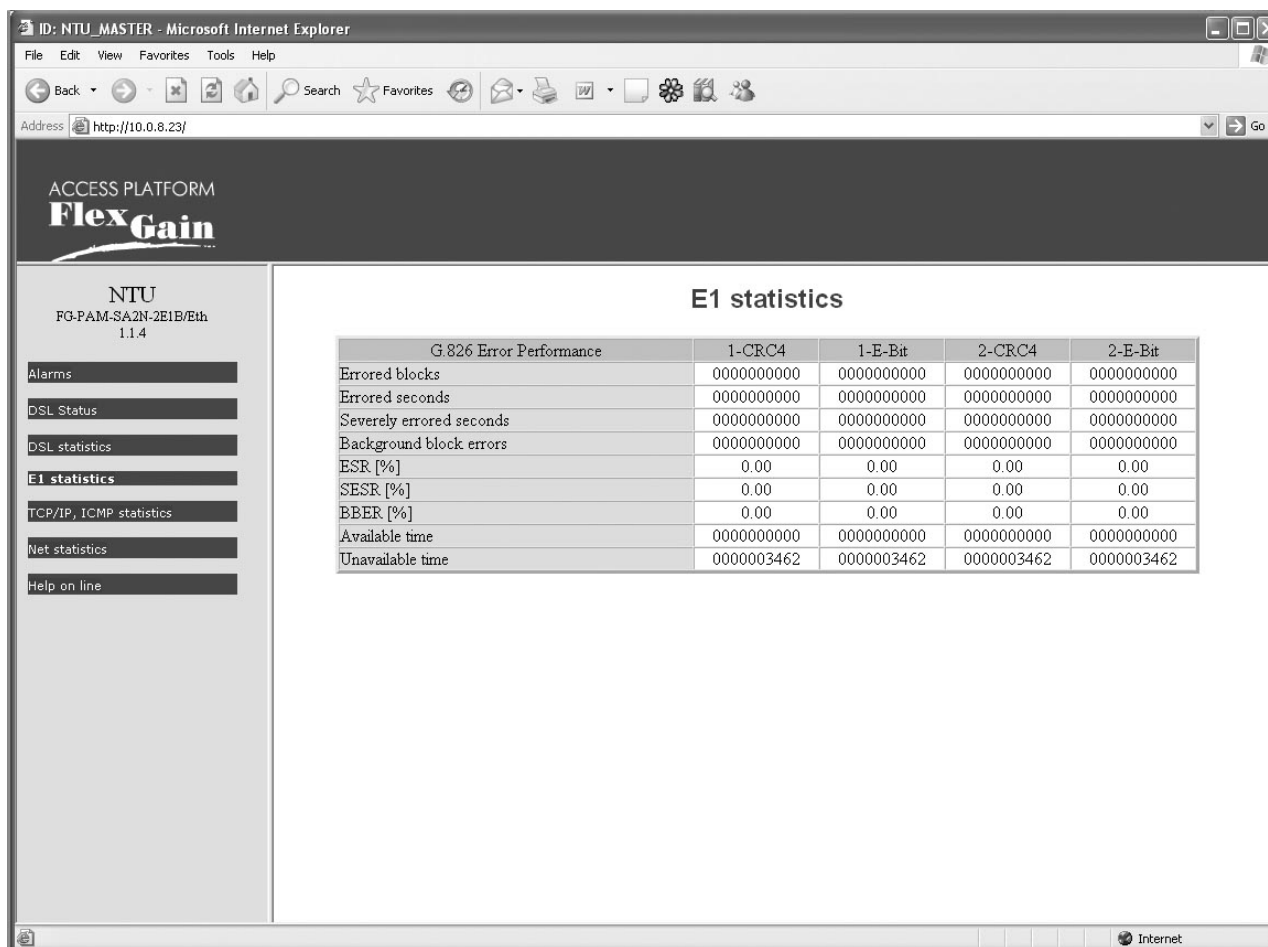 ID: NTU_MASTER - Microsoft Internet Explorer
File Edit View Favorites Tools Help
Back Search Favorites
Address http://10.0.8.23/ Go
ACCESS PLATFORM
FlexGain
NTU
FG-PAM-SA2N-2E1B/Eth
1.1.4
Alarms
DSL Status
DSL statistics
E1 statistics
TCP/IP, ICMP statistics
Net statistics
Help on line
E1 statistics
G.826 Error Performance 1-CRC4 1-E-Bit 2-CRC4 2-E-Bit
Errored blocks 0000000000 0000000000 0000000000 0000000000
Errored seconds 0000000000 0000000000 0000000000 0000000000
Severely errored seconds 0000000000 0000000000 0000000000 0000000000
Background block errors 0000000000 0000000000 0000000000 0000000000
ESR [%] 0.00 0.00 0.00 0.00
SESR [%] 0.00 0.00 0.00 0.00
BBER [%] 0.00 0.00 0.00 0.00
Available time 0000000000 0000000000 0000000000 0000000000
Unavailable time 0000003462 0000003462 0000003462 0000003462
Internet